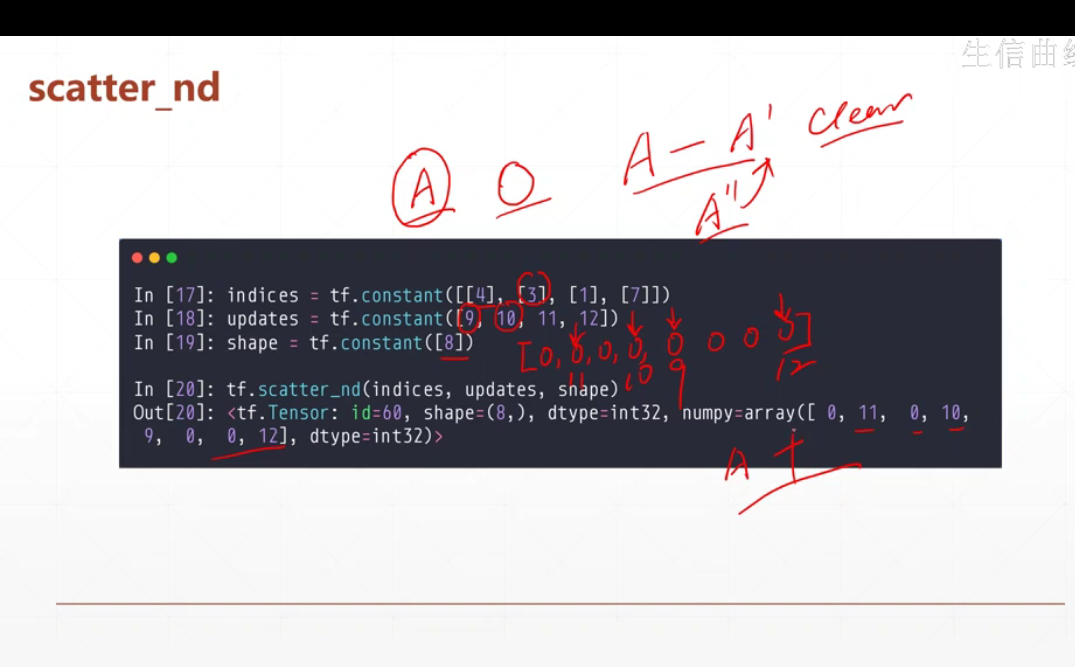 生信曲
scatter_nd
A 0 A - A' clear
A''
In [17]: indices = tf.constant([[4], [3], [1], [7]])
In [18]: updates = tf.constant([9, 10, 11, 12])
In [19]: shape = tf.constant([8])
[0, 0, 0, 0, 0 0 0 0]
11 10 9 12
In [20]: tf.scatter_nd(indices, updates, shape)
Out[20]: <tf.Tensor: id=60, shape=(8,), dtype=int32, numpy=array([ 0, 11, 0, 10,
9, 0, 0, 12], dtype=int32)>
A +